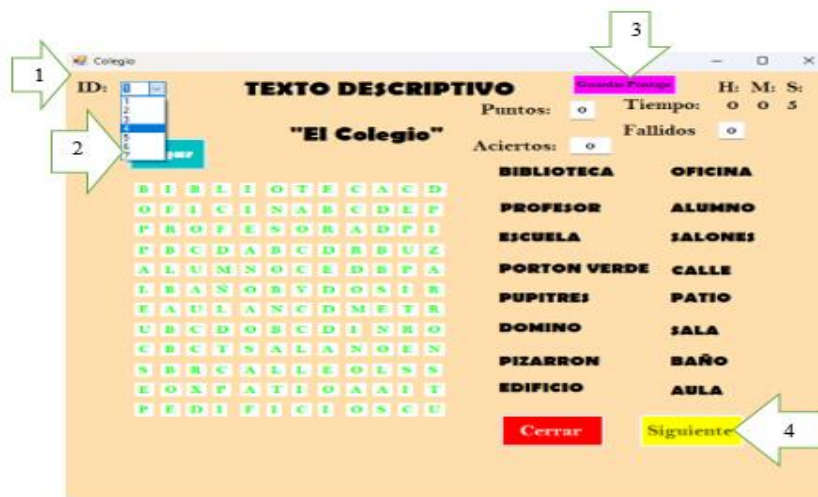 3
Colegio
1
ID:
TEXTO DESCRIPTIVO
Guardar Puntaje
H: M: S:
Puntos: 0
Tiempo: 0 0 5
1
2
3
4
5
6
7
"El Colegio"
Fallidos 0
Aciertos: 0
2
BIBLIOTECA OFICINA
PROFESOR ALUMNO
ESCUELA SALONES
PORTON VERDE CALLE
PUPITRES PATIO
DOMINO SALA
PIZARRON BAÑO
EDIFICIO AULA
B I B L I O T E C A C D
O F I C I N A B C D E P
P R O F E S O R A D P I
P B C D A B C D R B U Z
A L U M N O C E D B P A
L B A Ñ O B V D O S I R
E A U L A N C D M E T R
U B C D O B C D I N R O
C B C T S A L A N O E N
S B R C A L L E O L S S
E O X P A T I O A A I T
P E D I F I C I O S C U
Cerrar Siguiente 4